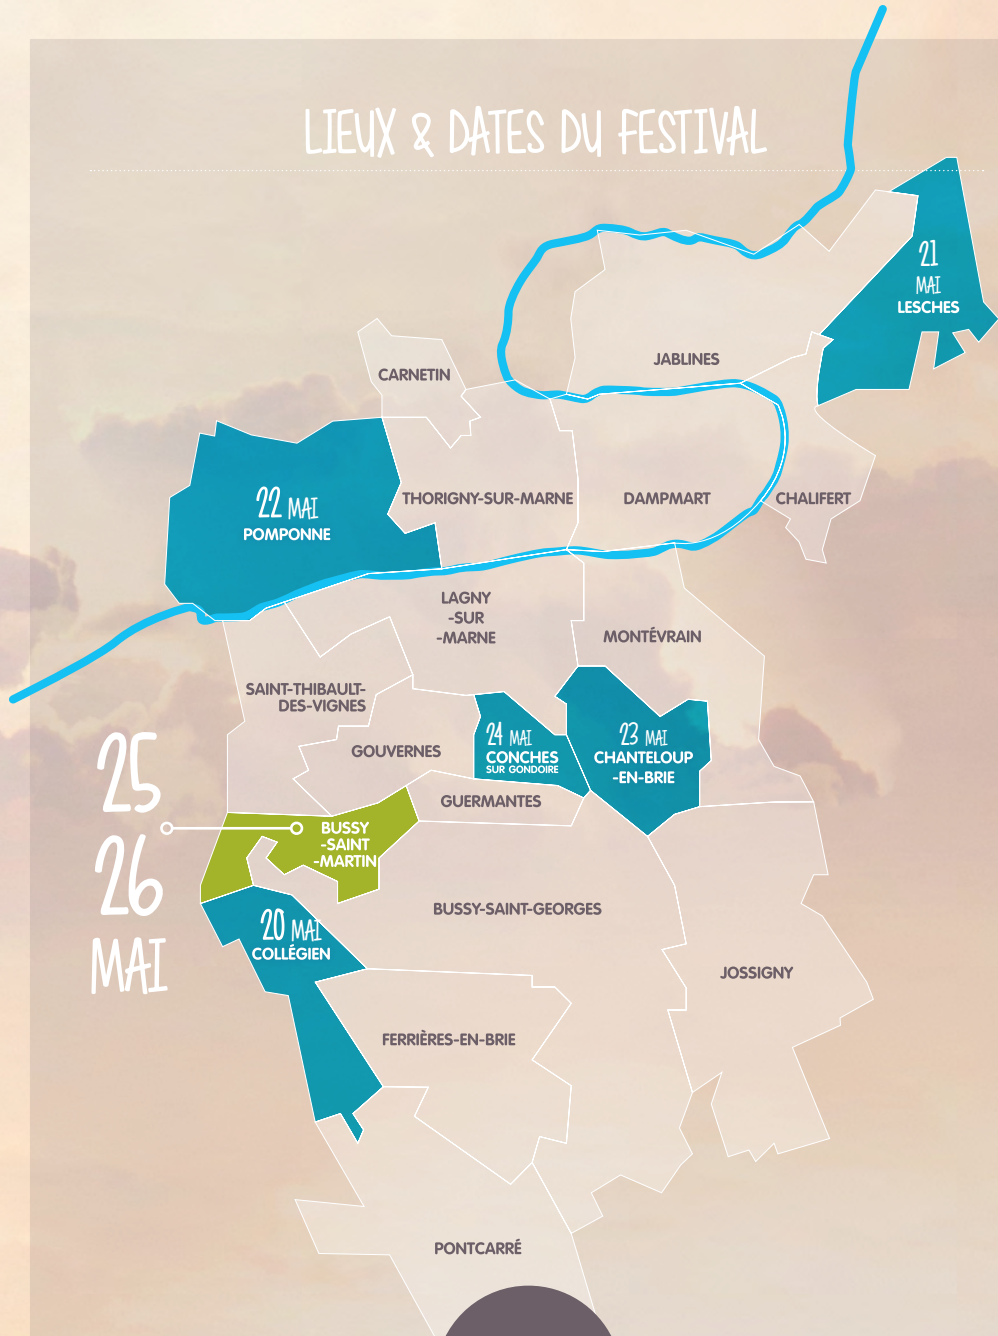 LIEUX & DATES DU FESTIVAL
21
MAI
LESCHES
JABLINES
CARNETIN
22 MAI
POMPONNE
THORIGNY-SUR-MARNE
DAMPMART
CHALIFERT
LAGNY
-SUR
-MARNE
MONTÉVRAIN
SAINT-THIBAULT-
DES-VIGNES
GOUVERNES
24 MAI
CONCHES
SUR GONDOIRE
23 MAI
CHANTELOUP
-EN-BRIE
GUERMANTES
25
26
MAI
BUSSY
-SAINT
-MARTIN
20 MAI
COLLÉGIEN
BUSSY-SAINT-GEORGES
JOSSIGNY
FERRIÈRES-EN-BRIE
PONTCARRÉ